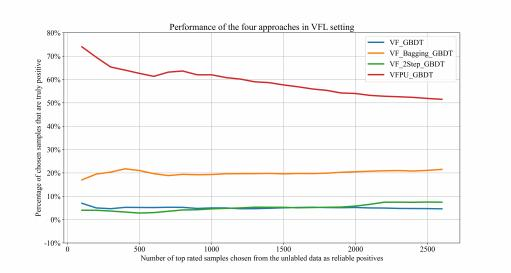 Performance of the four approaches in VFL setting
80%
70%
60%
50%
40%
30%
20%
10%
0%
-10%
Percentage of chosen samples that are truly positive
VF_GBDT
VF_Bagging_GBDT
VF_2Step_GBDT
VFPU_GBDT
0 500 1000 1500 2000 2500
Number of top rated samples chosen from the unlabled data as reliable positives